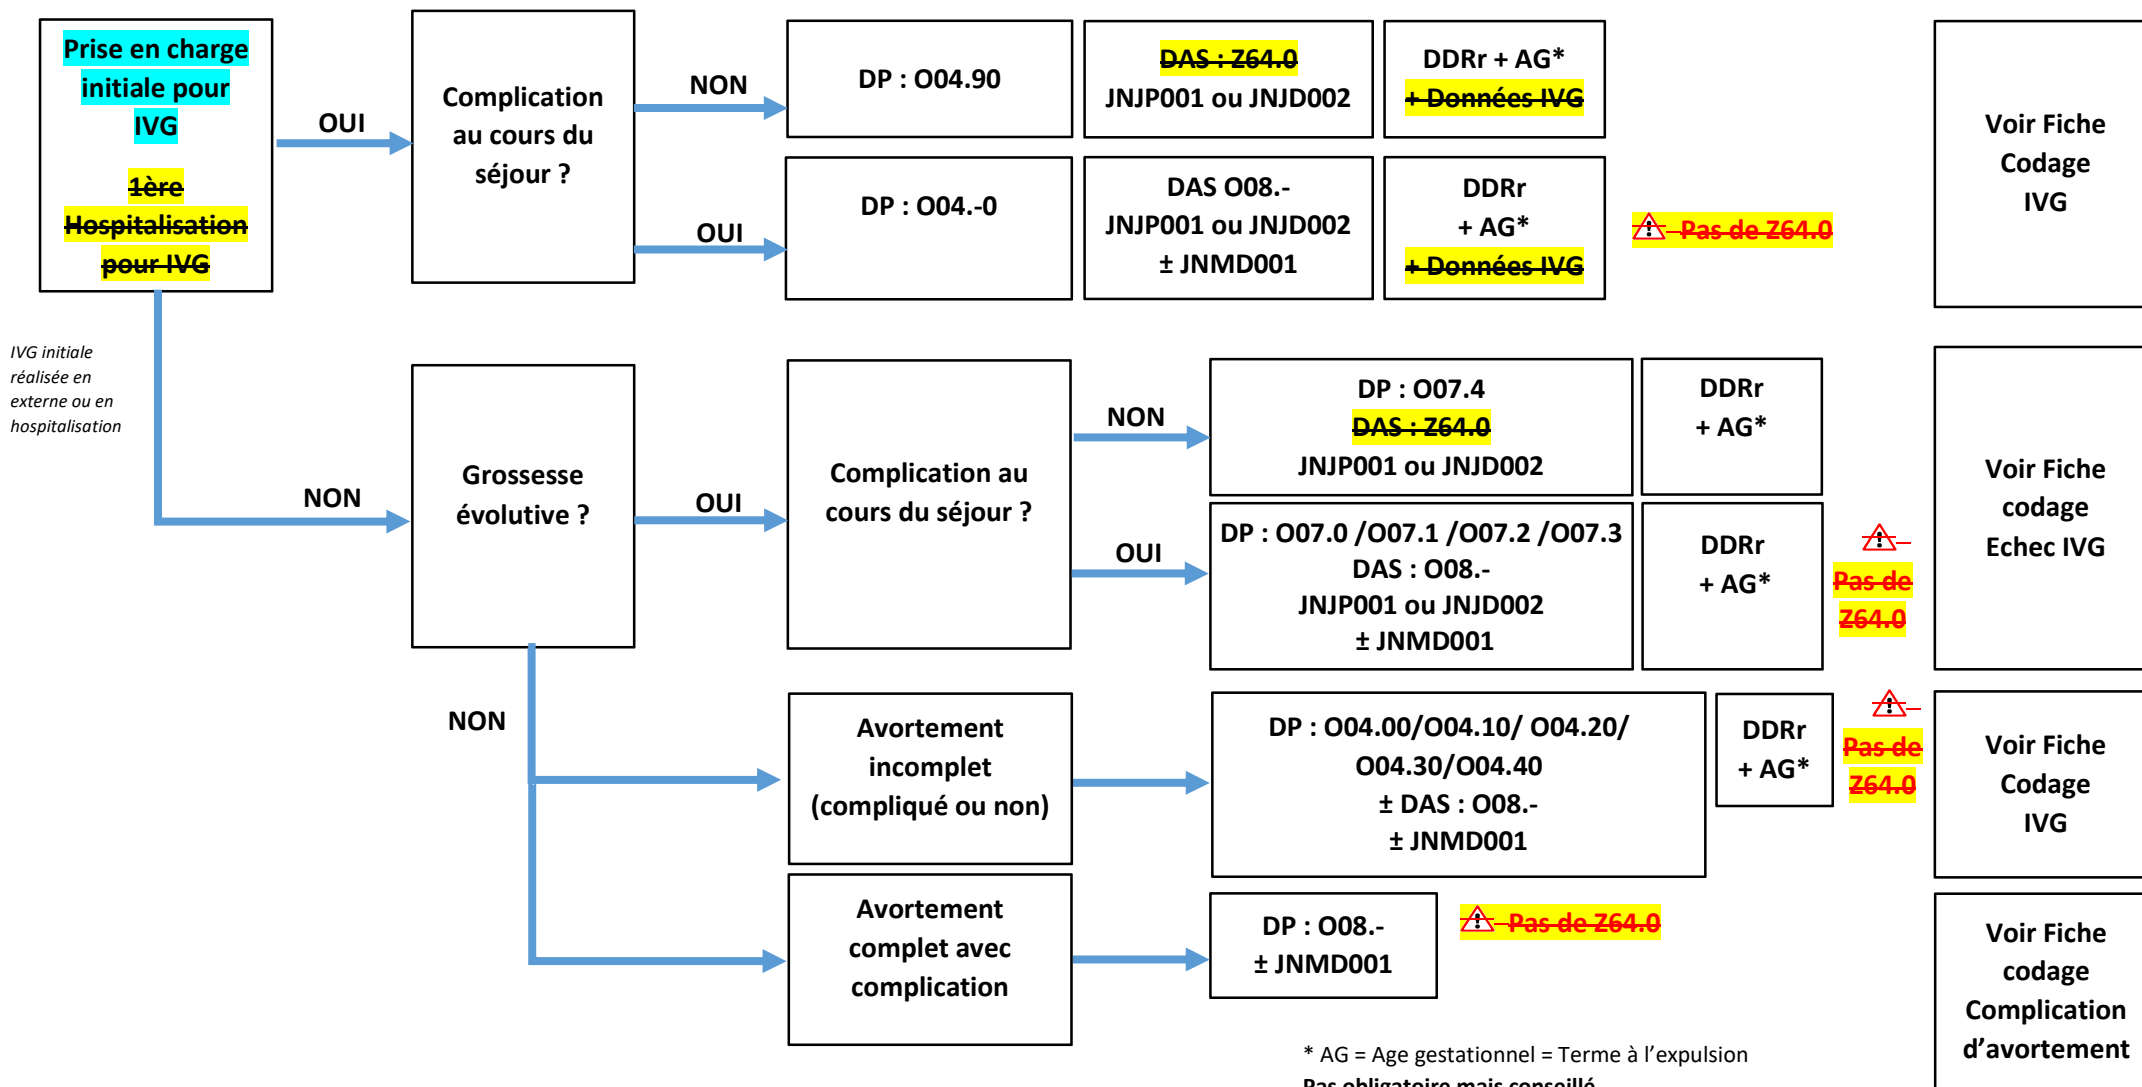 Prise en charge
initiale pour
IVG
1ère
Hospitalisation
pour IVG
OUI
Complication
au cours du
séjour ?
NON
DP : O04.90
DAS : Z64.0
JNJP001 ou JNJD002
DDRr + AG*
+ Données IVG
OUI
DP : O04.-0
DAS O08.-
JNJP001 ou JNJD002
± JNMD001
DDRr
+ AG*
+ Données IVG
Pas de Z64.0
Voir Fiche
Codage
IVG
IVG initiale
réalisée en
externe ou en
hospitalisation
NON
Grossesse
évolutive ?
OUI
Complication au
cours du séjour ?
NON
DP : O07.4
DAS : Z64.0
JNJP001 ou JNJD002
DDRr
+ AG*
OUI
DP : O07.0 /O07.1 /O07.2 /O07.3
DAS : O08.-
JNJP001 ou JNJD002
± JNMD001
DDRr
+ AG*
Pas de
Z64.0
Voir Fiche
codage
Echec IVG
NON
Avortement
incomplet
(compliqué ou non)
DP : O04.00/O04.10/ O04.20/
O04.30/O04.40
± DAS : O08.-
± JNMD001
DDRr
+ AG*
Pas de
Z64.0
Voir Fiche
Codage
IVG
Avortement
complet avec
complication
DP : O08.-
± JNMD001
Pas de Z64.0
Voir Fiche
codage
Complication
d’avortement
* AG = Age gestationnel = Terme à l’expulsion
Pas obligatoire mais conseillé